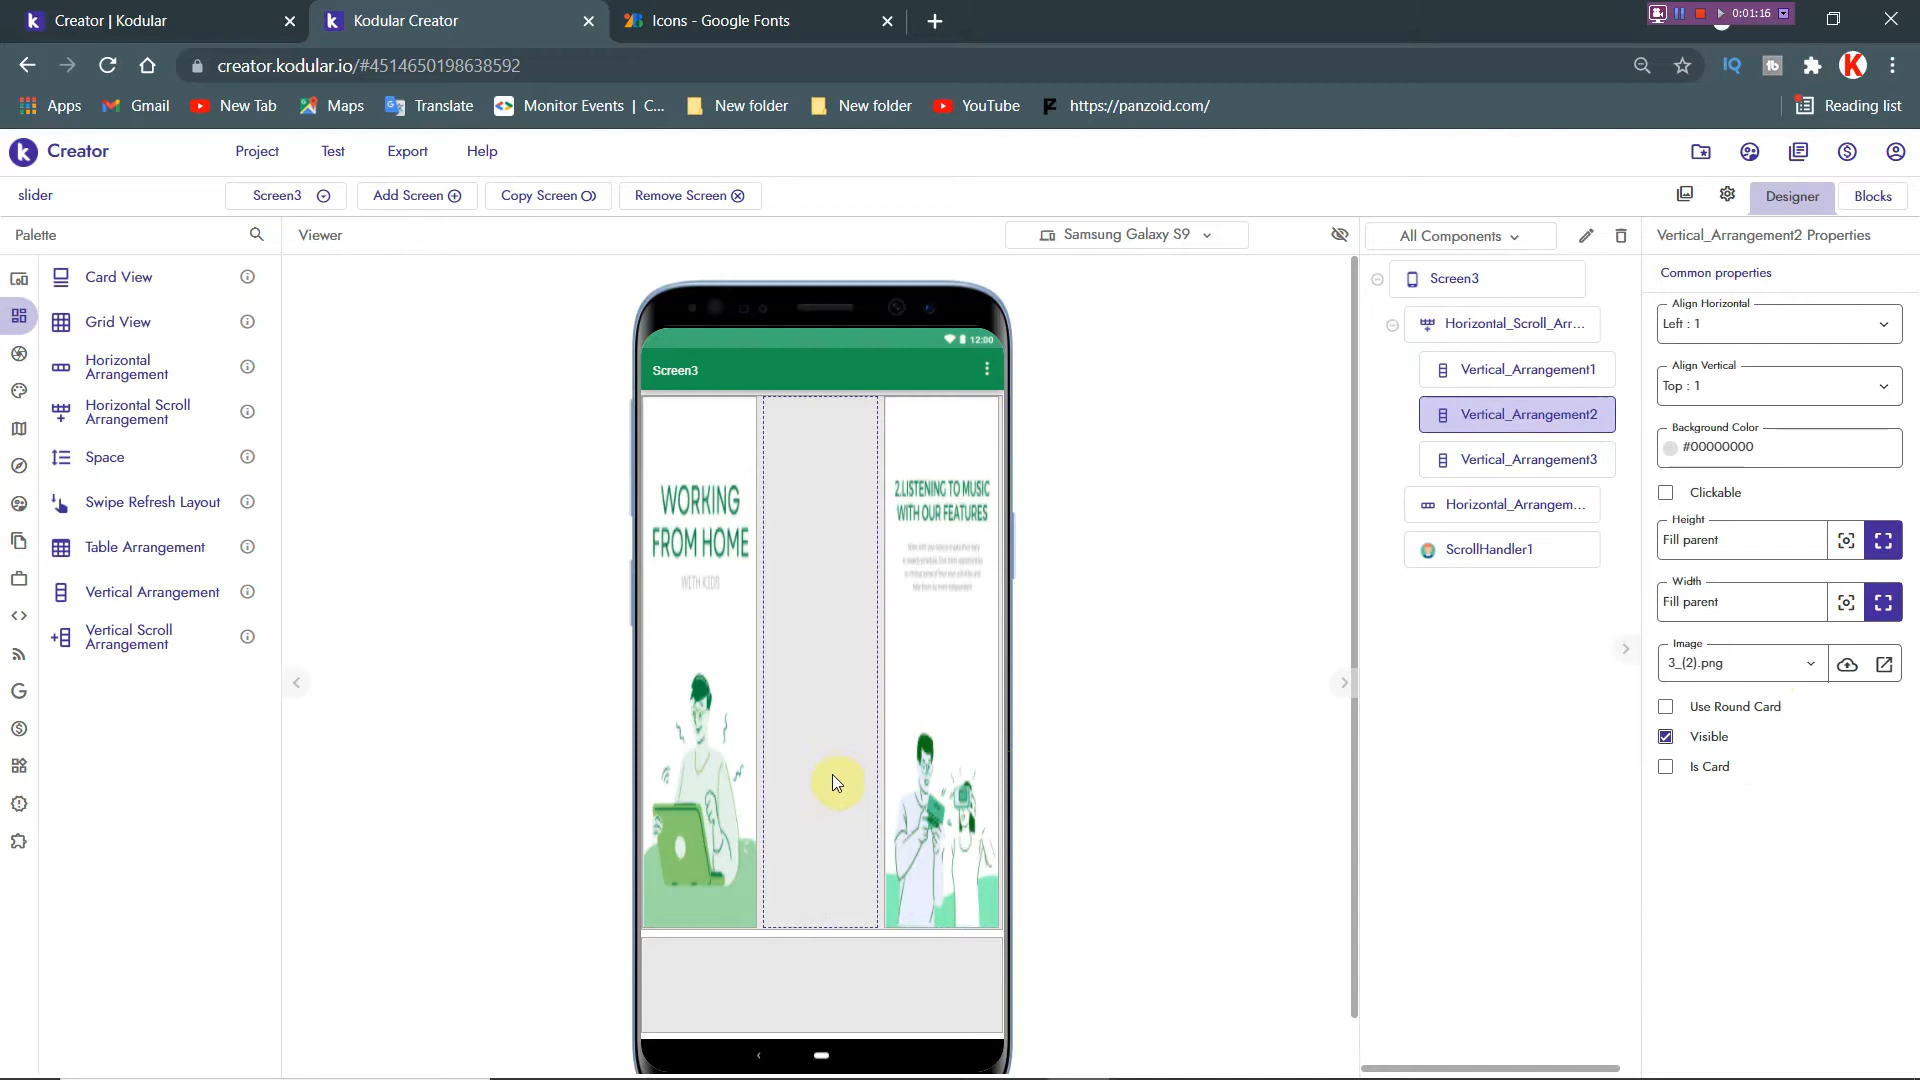 Creator | Kodular
Kodular Creator
Icons - Google Fonts
0:01:16
creator.kodular.io/#4514650198638592
Apps
Gmail
New Tab
Maps
Translate
Monitor Events | C...
New folder
New folder
YouTube
https://panzoid.com/
Reading list
Creator
Project
Test
Export
Help
slider
Screen3
Add Screen
Copy Screen
Remove Screen
Designer
Blocks
Palette
Viewer
Samsung Galaxy S9
All Components
Vertical_Arrangement2 Properties
Card View
Grid View
Horizontal
Arrangement
Horizontal Scroll
Arrangement
Space
Swipe Refresh Layout
Table Arrangement
Vertical Arrangement
Vertical Scroll
Arrangement
12:00
Screen3
WORKING
FROM HOME
WITH KIDS
2.LISTENING TO MUSIC
WITH OUR FEATURES
Screen3
Horizontal_Scroll_Arr...
Vertical_Arrangement1
Vertical_Arrangement2
Vertical_Arrangement3
Horizontal_Arrangem...
ScrollHandler1
Common properties
Align Horizontal
Left : 1
Align Vertical
Top : 1
Background Color
#00000000
Clickable
Height
Fill parent
Width
Fill parent
Image
3_(2).png
Use Round Card
Visible
Is Card